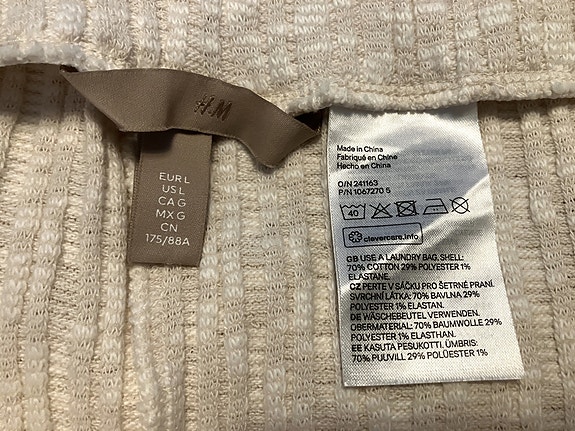 H&M
EUR L
US L
CA G
MX G
CN
175/88A
Made in China
Fabriqué en Chine
Hecho en China
O/N 241163
P/N 1067270 5
40
clevercare.info
GB USE A LAUNDRY BAG, SHELL:
70% COTTON 29% POLYESTER 1%
ELASTANE.
CZ PERTE V SÁČKU PRO ŠETRNÉ PRANÍ.
SVRCHNÍ LÁTKA: 70% BAVLNA 29%
POLYESTER 1% ELASTAN.
DE WÄSCHEBEUTEL VERWENDEN.
OBERMATERIAL: 70% BAUMWOLLE 29%
POLYESTER 1% ELASTHAN.
EE KASUTA PESUKOTTI. ÜMBRIS:
70% PUUVILL 29% POLÜESTER 1%